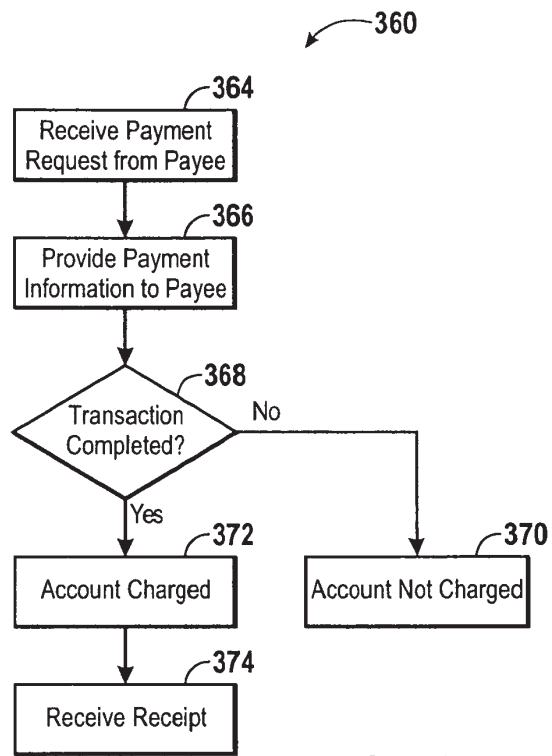 360
364
Receive Payment
Request from Payee
366
Provide Payment
Information to Payee
368
Transaction
Completed?
No
Yes
372
Account Charged
370
Account Not Charged
374
Receive Receipt